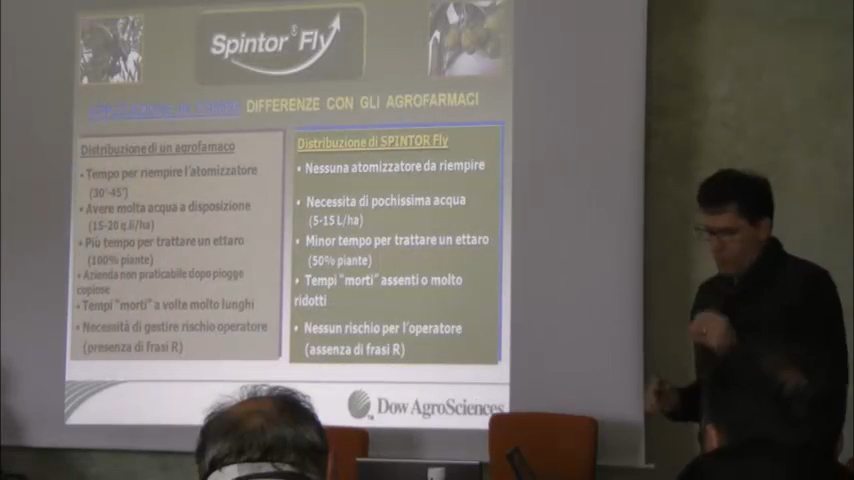 Spintor® Fly
DIFFERENZE CON GLI AGROFARMACI
Distribuzione di un agrofarmaco
• Tempo per riempire l'atomizzatore
(30'-45')
• Avere molta acqua a disposizione
(15-20 q.li/ha)
• Più tempo per trattare un ettaro
(100% piante)
• Azienda non praticabile dopo piogge
copiose
• Tempi "morti" a volte molto lunghi
• Necessità di gestire rischio operatore
(presenza di frasi R)
Distribuzione di SPINTOR Fly
• Nessuna atomizzatore da riempire
• Necessita di pochissima acqua
(5-15 L/ha)
• Minor tempo per trattare un ettaro
(50% piante)
• Tempi "morti" assenti o molto
ridotti
• Nessun rischio per l'operatore
(assenza di frasi R)
Dow AgroSciences